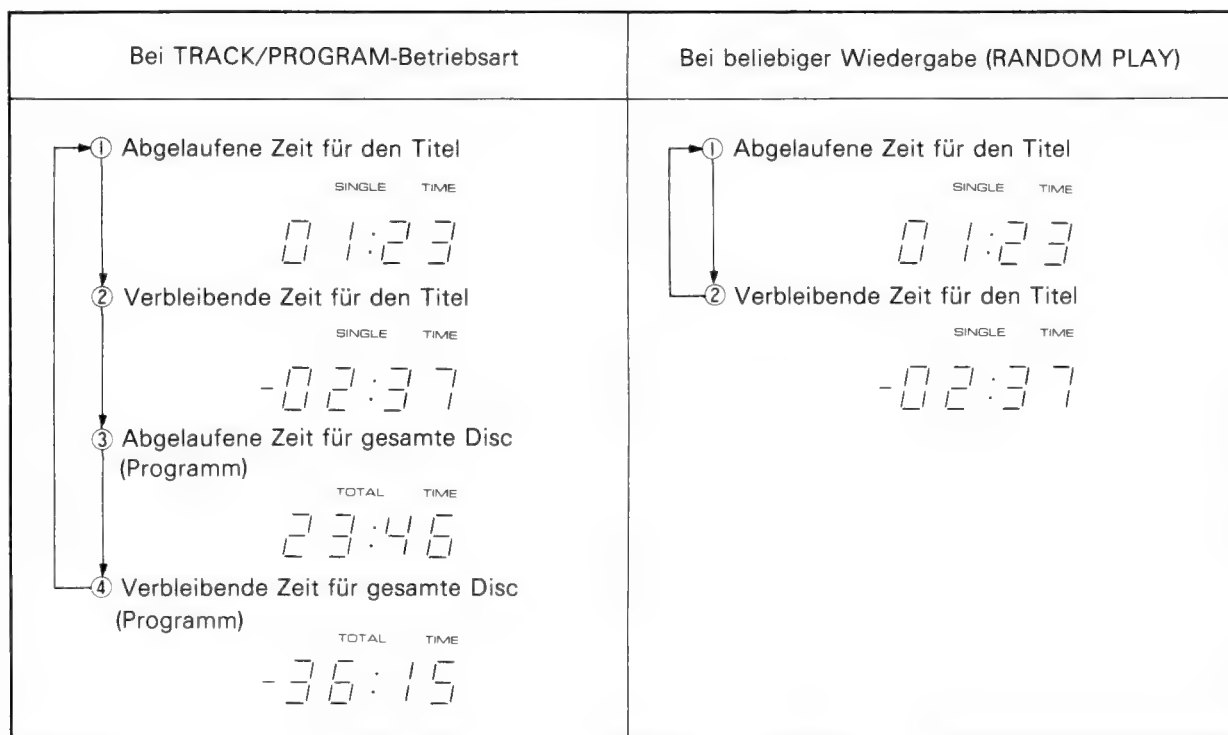 Bei TRACK/PROGRAM-Betriebsart
① Abgelaufene Zeit für den Titel
SINGLE TIME
01:23
② Verbleibende Zeit für den Titel
SINGLE TIME
-02:37
③ Abgelaufene Zeit für gesamte Disc
(Programm)
TOTAL TIME
23:46
④ Verbleibende Zeit für gesamte Disc
(Programm)
TOTAL TIME
-36:15
Bei beliebiger Wiedergabe (RANDOM PLAY)
① Abgelaufene Zeit für den Titel
SINGLE TIME
01:23
② Verbleibende Zeit für den Titel
SINGLE TIME
-02:37